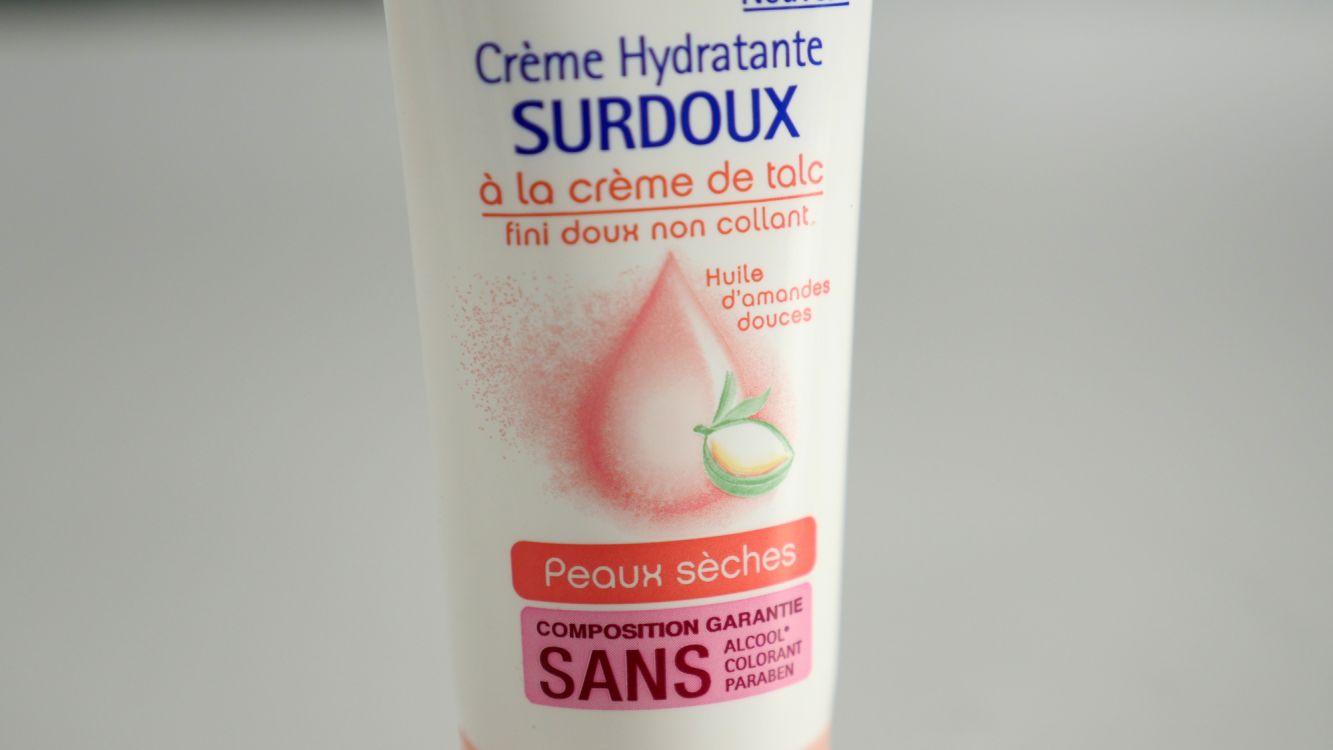 Crème Hydratante
SURDOUX
à la crème de talc
fini doux non collant
Huile
d'amandes
douces
Peaux sèches
COMPOSITION GARANTIE
SANS
ALCOOL*
COLORANT
PARABEN